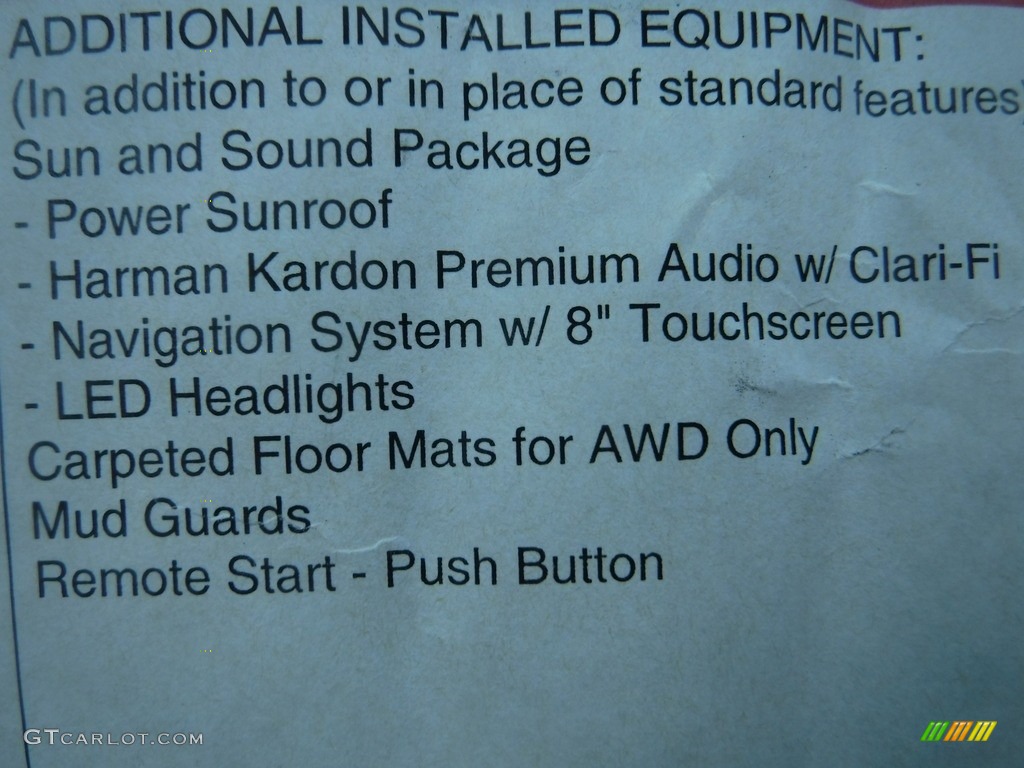 ADDITIONAL INSTALLED EQUIPMENT:
(In addition to or in place of standard features)
Sun and Sound Package
- Power Sunroof
- Harman Kardon Premium Audio w/ Clari-Fi
- Navigation System w/ 8" Touchscreen
- LED Headlights
Carpeted Floor Mats for AWD Only
Mud Guards
Remote Start - Push Button
GTCARLOT.COM